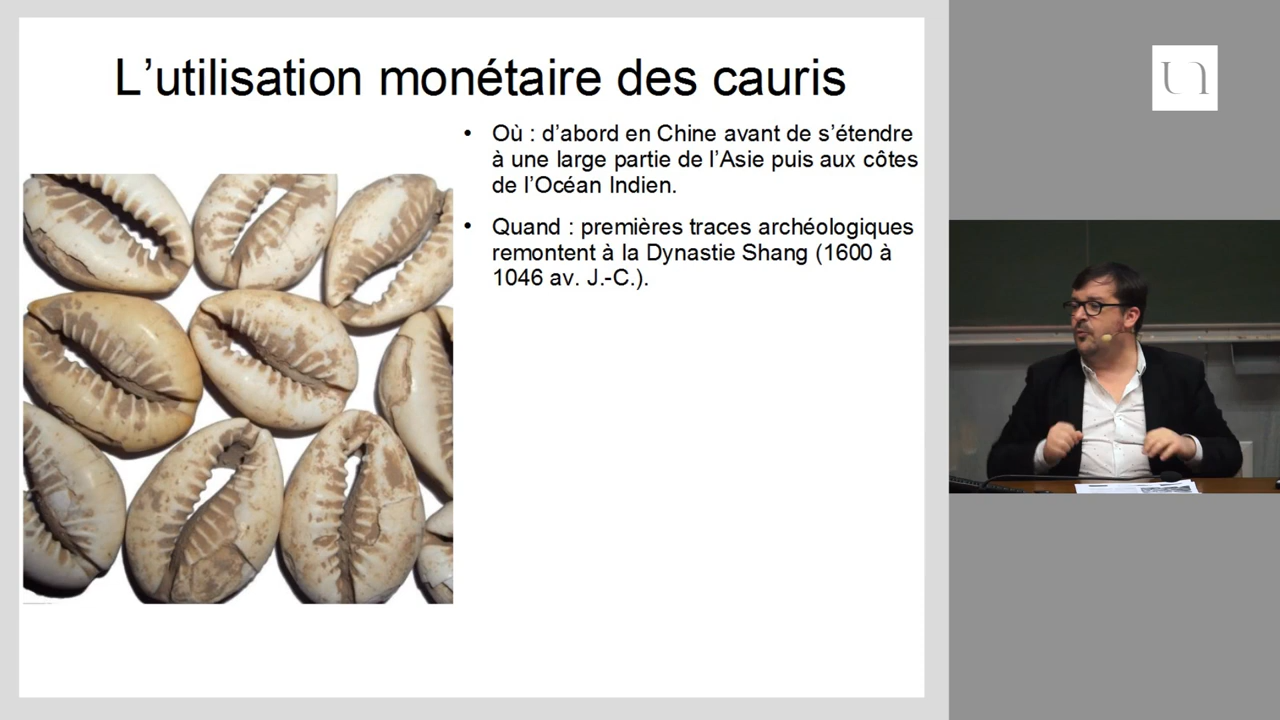 L’utilisation monétaire des cauris
• Où : d’abord en Chine avant de s’étendre
à une large partie de l’Asie puis aux côtes
de l’Océan Indien.
• Quand : premières traces archéologiques
remontent à la Dynastie Shang (1600 à
1046 av. J.-C.).